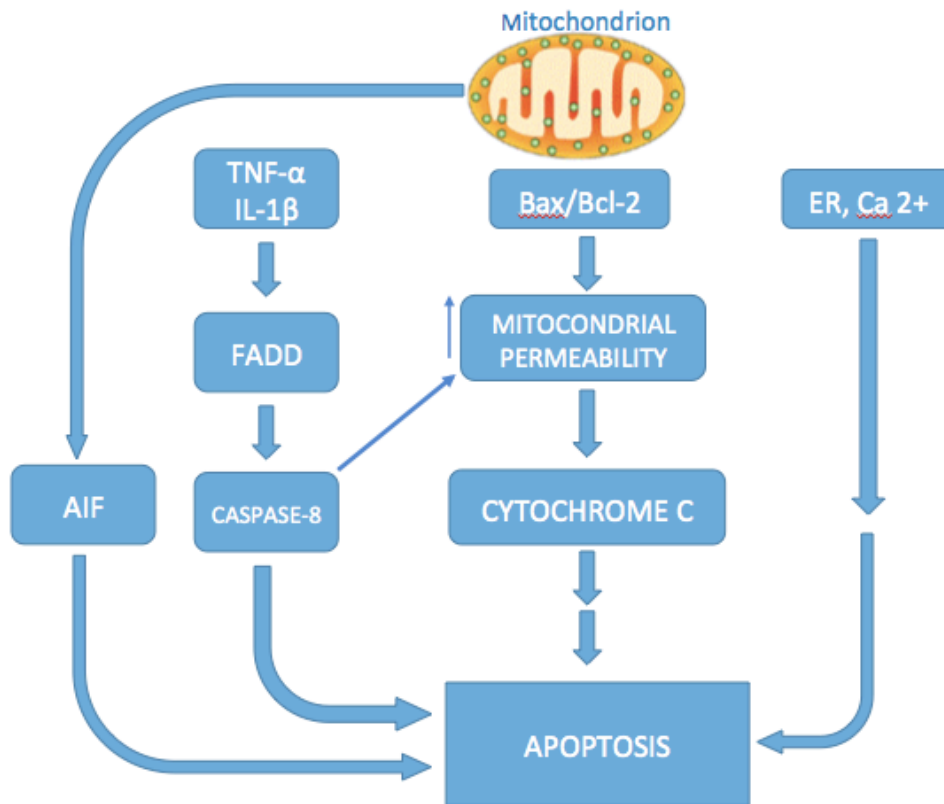 Mitochondrion
TNF-α
IL-1β
Bax/Bcl-2
ER, Ca 2+
FADD
MITOCONDRIAL
PERMEABILITY
AIF
CASPASE-8
CYTOCHROME C
APOPTOSIS